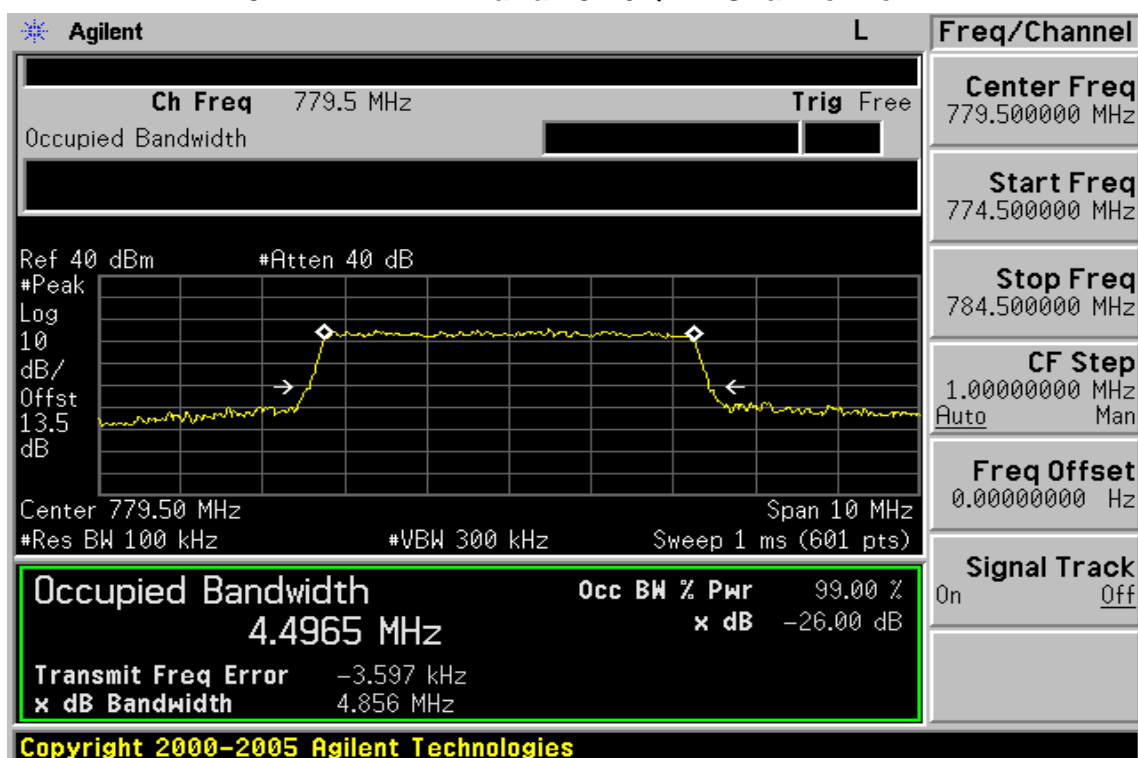 Agilent L Freq/Channel
Ch Freq 779.5 MHz Trig Free
Occupied Bandwidth
Center Freq
779.500000 MHz
Start Freq
774.500000 MHz
Stop Freq
784.500000 MHz
CF Step
1.00000000 MHz
Auto Man
Freq Offset
0.00000000 Hz
Signal Track
On Off
Ref 40 dBm #Atten 40 dB
#Peak
Log
10
dB/
Offst
13.5
dB
Center 779.50 MHz Span 10 MHz
#Res BW 100 kHz #VBW 300 kHz Sweep 1 ms (601 pts)
Occupied Bandwidth Occ BW % Pwr 99.00 %
4.4965 MHz x dB -26.00 dB
Transmit Freq Error -3.597 kHz
x dB Bandwidth 4.856 MHz
Copyright 2000-2005 Agilent Technologies